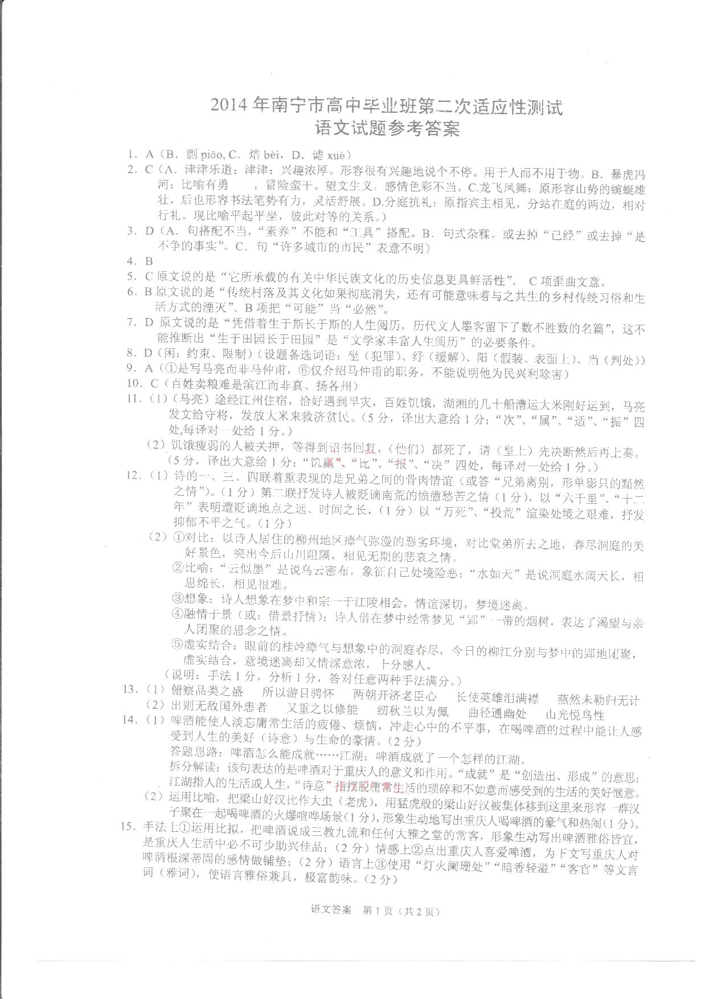 2014 年南宁市高中毕业班第二次适应性测试
语文试题参考答案
1．A（B．剽 piāo, C．焙 bèi，D．谑 xuè）
2．C（A．津津乐道：津津：兴趣浓厚。形容很有兴趣地说个不停。用于人而不用于物。B．暴虎冯
河：比喻有勇　　，冒险蛮干。望文生义；感情色彩不当。C.龙飞凤舞：原形容山势的蜿蜒雄
壮，后也形容书法笔势有力，灵活舒展。D.分庭抗礼：原指宾主相见，分站在庭的两边，相对
行礼。现比喻平起平坐，彼此对等的关系。）
3．D（A．句搭配不当，“素养”不能和“工具”搭配。B．句式杂糅。或去掉“已经”或去掉“是
不争的事实”。C．句“许多城市的市民”表意不明）
4．B
5．C 原文说的是“它所承载的有关中华民族文化的历史信息更具鲜活性”。 C 项歪曲文意。
6．B 原文说的是“传统村落及其文化如果彻底消失，还有可能意味着与之共生的乡村传统习俗和生
活方式的湮灭”。B 项把“可能”当“必然”。
7．D 原文说的是“凭借着生于斯长于斯的人生阅历，历代文人墨客留下了数不胜数的名篇”，这不
能推断出“生于田园长于田园”是“文学家丰富人生阅历”的必要条件。
8．D（闲：约束、限制）（设题备选词语：坐（犯罪）、纾（缓解）、阳（假装、表面上）、当（判处））
9．A（①是写马亮而非马仲甫，⑥仅介绍马仲甫的职务，不能说明他为民兴利除害）
10．C（百姓卖粮难是滨江而非真、扬各州）
11．（1）（马亮）途经江州住宿，恰好遇到旱灾，百姓饥饿，湖湘的几十船漕运大米刚好运到，马亮
发文给守将，发放大米来救济贫民。（5 分，译出大意给 1 分；“次”、“属”、“适”、“振”四
处,每译对一处给 1 分。）
（2）饥饿瘦弱的人被关押，等得到诏书回复，（他们）都死了，请（皇上）先决断然后再上奏。
（5 分，译出大意给 1 分；“饥羸”、“比”、“报”、“决”四处，每译对一处给 1 分。）
12．（1）诗的一、三、四联着重表现的是兄弟之间的骨肉情谊（或答“兄弟离别，形单影只的黯然
之情”）。（1 分）第二联抒发诗人被贬谪南荒的愤懑愁苦之情（1 分），以“六千里”、“十二
年”表明遭贬谪地点之远、时间之长，（1 分）以“万死”、“投荒”渲染处境之艰难，抒发
抑郁不平之气。（1 分）
（2）①对比：以诗人居住的柳州地区瘴气弥漫的恶劣环境，对比堂弟所去之地，春尽洞庭的美
好景色，突出今后山川阻隔，相见无期的悲哀之情。
②比喻：“云似墨”是说乌云密布，象征自己处境险恶；“水如天”是说洞庭水阔天长，相
思绵长，相见很难。
③想象：诗人想象在梦中和宗一于江陵相会，情谊深切，梦境迷离。
④融情于景（或：借景抒情）：诗人借在梦中经常梦见“郢”一带的烟树，表达了渴望与亲
人团聚的思念之情。
⑤虚实结合：眼前的桂岭瘴气与想象中的洞庭春尽，今日的柳江分别与梦中的郢地团聚，
虚实结合，意境迷离却又情深意浓，十分感人。
（说明：手法 1 分，分析 1 分，答对任意两种手法满分。）
13．（1）俯察品类之盛　所以游目骋怀　两朝开济老臣心　长使英雄泪满襟　燕然未勒归无计
（2）出则无敌国外患者　又重之以修能　纫秋兰以为佩　曲径通幽处　山光悦鸟性
14．（1）啤酒能使人淡忘庸常生活的疲倦、烦恼，冲走心中的不平事，在喝啤酒的过程中能让人感
受到人生的美好（诗意）与生命的豪情。（2 分）
答题思路：啤酒怎么能成就……江湖；啤酒成就了一个怎样的江湖。
拆分解读：该句表达的是啤酒对于重庆人的意义和作用。“成就”是“创造出、形成”的意思；
江湖指人的生活或人生，“诗意”指摆脱庸常生活的琐碎和不如意而感受到的生活的美好惬意。
（2）运用比喻，把梁山好汉比作大虫（老虎），用猛虎般的梁山好汉被集体移到这里来形容一群汉
子聚在一起喝啤酒的火爆喧哗场景（1 分），形象生动地写出重庆人喝啤酒的豪气和热闹（1 分）。
15．手法上①运用比拟，把啤酒说成三教九流和任何大雅之堂的常客，形象生动写出啤酒雅俗皆宜，
是重庆人生活中必不可少助兴佳品；（2 分）情感上②点出重庆人喜爱啤酒，为下文写重庆人对
啤酒根深蒂固的感情做铺垫；（2 分）语言上③使用“灯火阑珊处”“暗香轻溢”“客官”等文言
词（雅词），使语言雅俗兼具，极富韵味。（2 分）
语文答案　第 1 页（共 2 页）